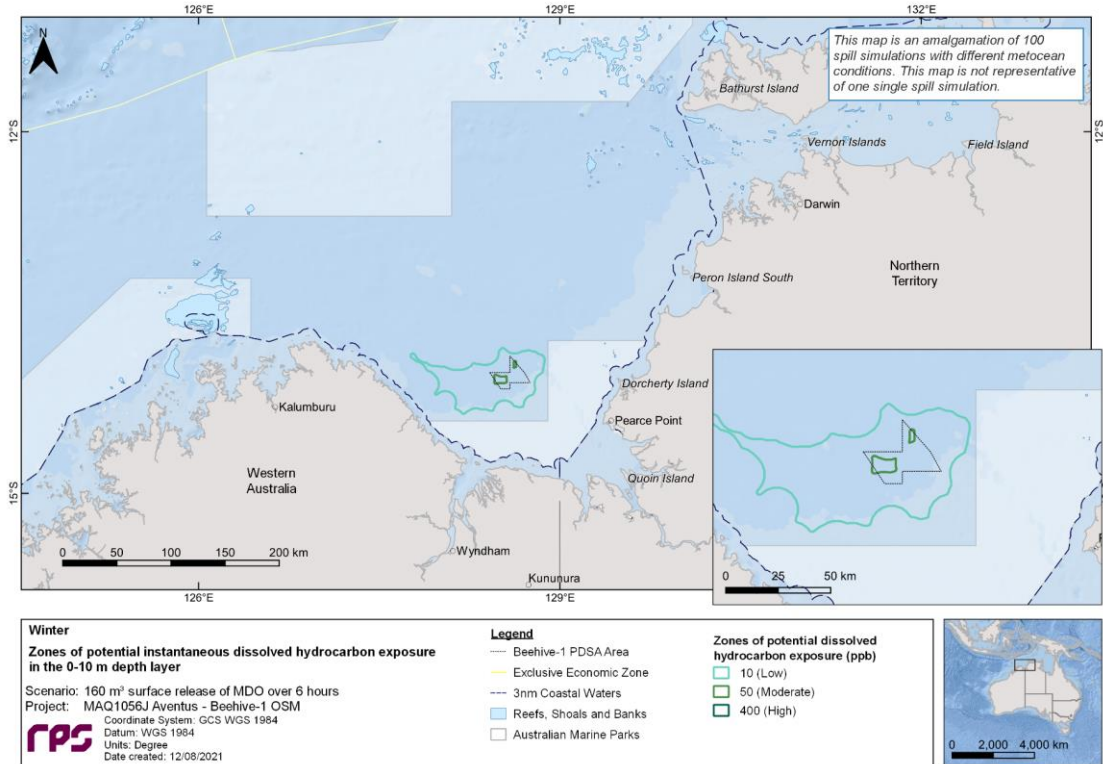 126°E
129°E
132°E
N
This map is an amalgamation of 100
spill simulations with different metocean
conditions. This map is not representative
of one single spill simulation.
Bathurst Island
12°S
12°S
Vernon Islands
Field Island
Darwin
Peron Island South
Northern
Territory
Dorcherty Island
Kalumburu
Pearce Point
Western
Australia
Quoin Island
15°S
0 50 100 150 200 km
Wyndham
Kununura
0 25 50 km
126°E
129°E
Winter
Zones of potential instantaneous dissolved hydrocarbon exposure
in the 0-10 m depth layer
Scenario: 160 m³ surface release of MDO over 6 hours
Project: MAQ1056J Aventus - Beehive-1 OSM
rps
Coordinate System: GCS WGS 1984
Datum: WGS 1984
Units: Degree
Date created: 12/08/2021
Legend
Beehive-1 PDSA Area
Exclusive Economic Zone
3nm Coastal Waters
Reefs, Shoals and Banks
Australian Marine Parks
Zones of potential dissolved
hydrocarbon exposure (ppb)
10 (Low)
50 (Moderate)
400 (High)
0 2,000 4,000 km